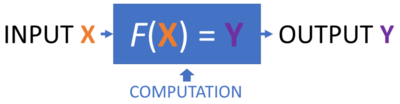 INPUT X F(X) = Y OUTPUT Y
COMPUTATION